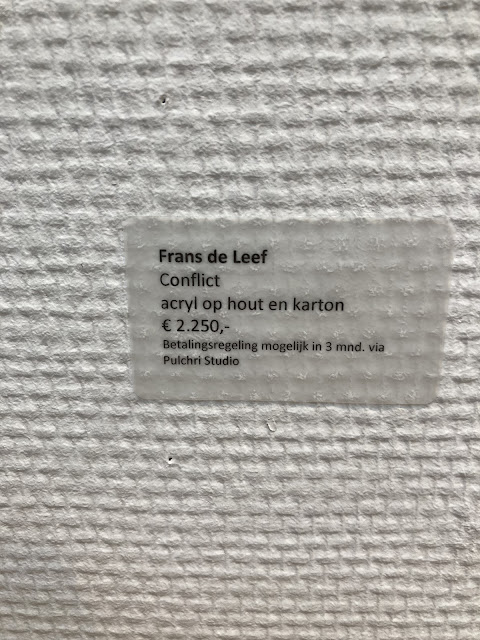 Frans de Leef
Conflict
acryl op hout en karton
€ 2.250,-
Betalingsregeling mogelijk in 3 mnd. via
Pulchri Studio